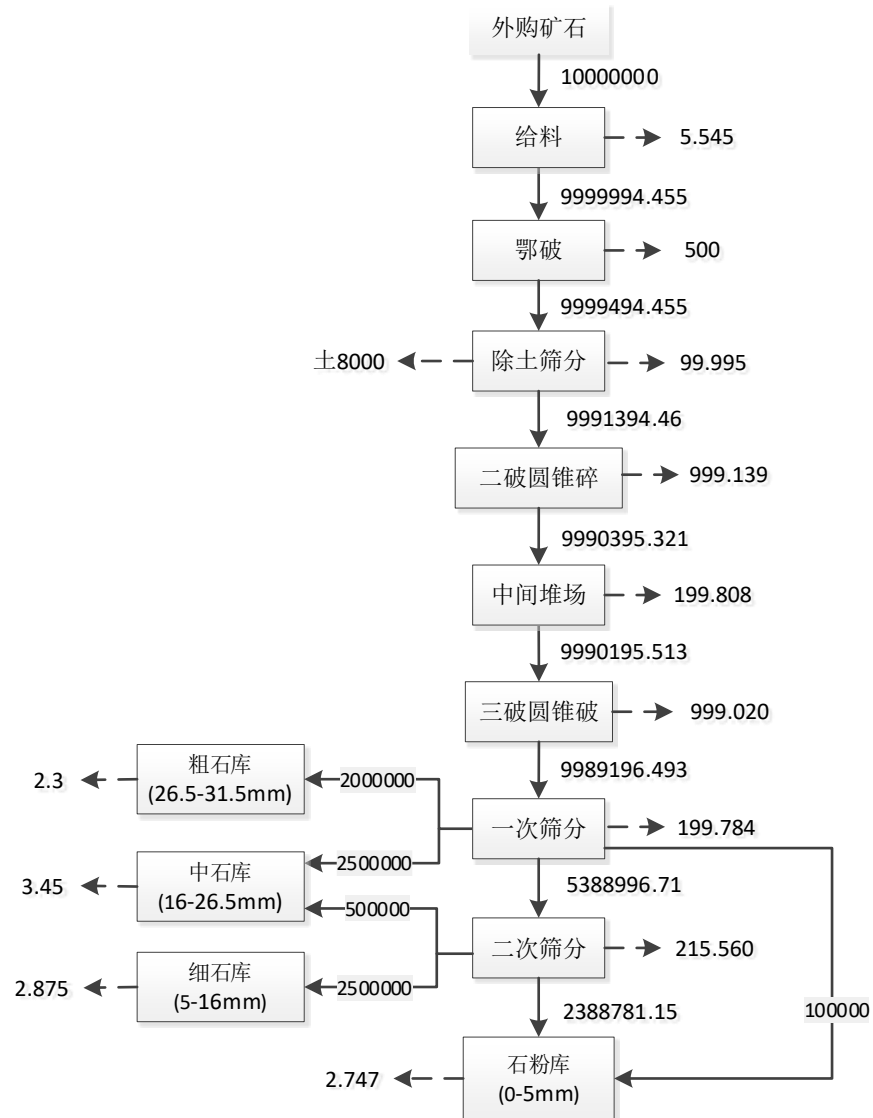 外购矿石
10000000
给料
5.545
9999994.455
鄂破
500
9999494.455
土8000
除土筛分
99.995
9991394.46
二破圆锥碎
999.139
9990395.321
中间堆场
199.808
9990195.513
三破圆锥破
999.020
9989196.493
粗石库
(26.5-31.5mm)
2.3
2000000
一次筛分
199.784
2500000
中石库
(16-26.5mm)
3.45
5388996.71
500000
二次筛分
215.560
细石库
(5-16mm)
2.875
2500000
2388781.15
100000
石粉库
(0-5mm)
2.747